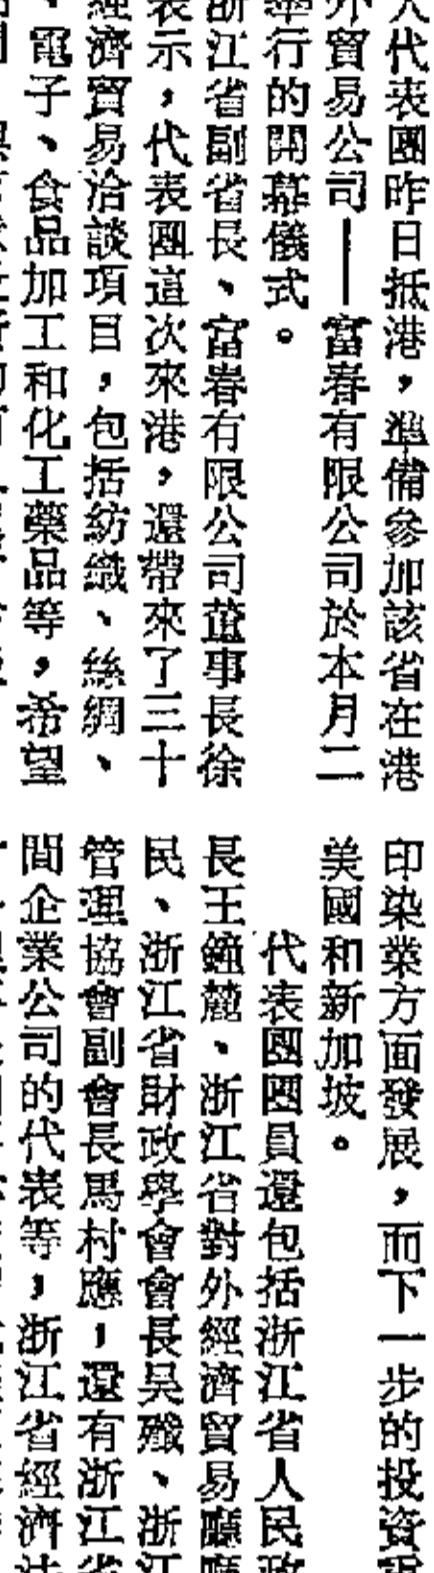 人代表團昨日抵港，準備參加該省在港
外貿易公司——富春有限公司於本月二
舉行的開幕儀式。
浙江省副省長、富春有限公司董事長徐
表示，代表團這次來港，還帶來了三十
經濟貿易洽談項目，包括紡織、絲綢、
、電子、食品加工和化工藥品等，希望
印染業方面發展，而下一步的投資
美國和新加坡。
代表團團員還包括浙江省人民政
長王鐘麓、浙江省對外經濟貿易廳廳
民、浙江省財政學會會長吳殲、浙江
管理協會副會長馬村應，還有浙江省
間企業公司的代表等，浙江省經濟